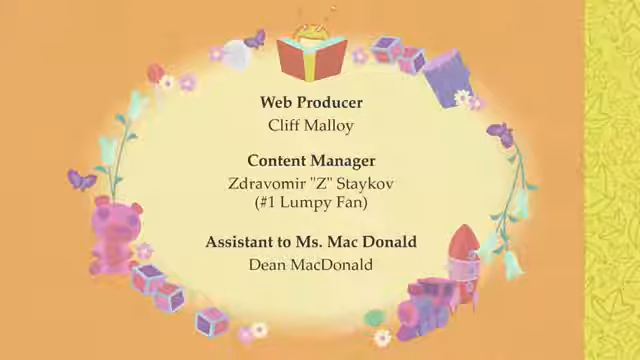 Web Producer
Cliff Malloy
Content Manager
Zdravomir "Z" Staykov
(#1 Lumpy Fan)
Assistant to Ms. Mac Donald
Dean MacDonald